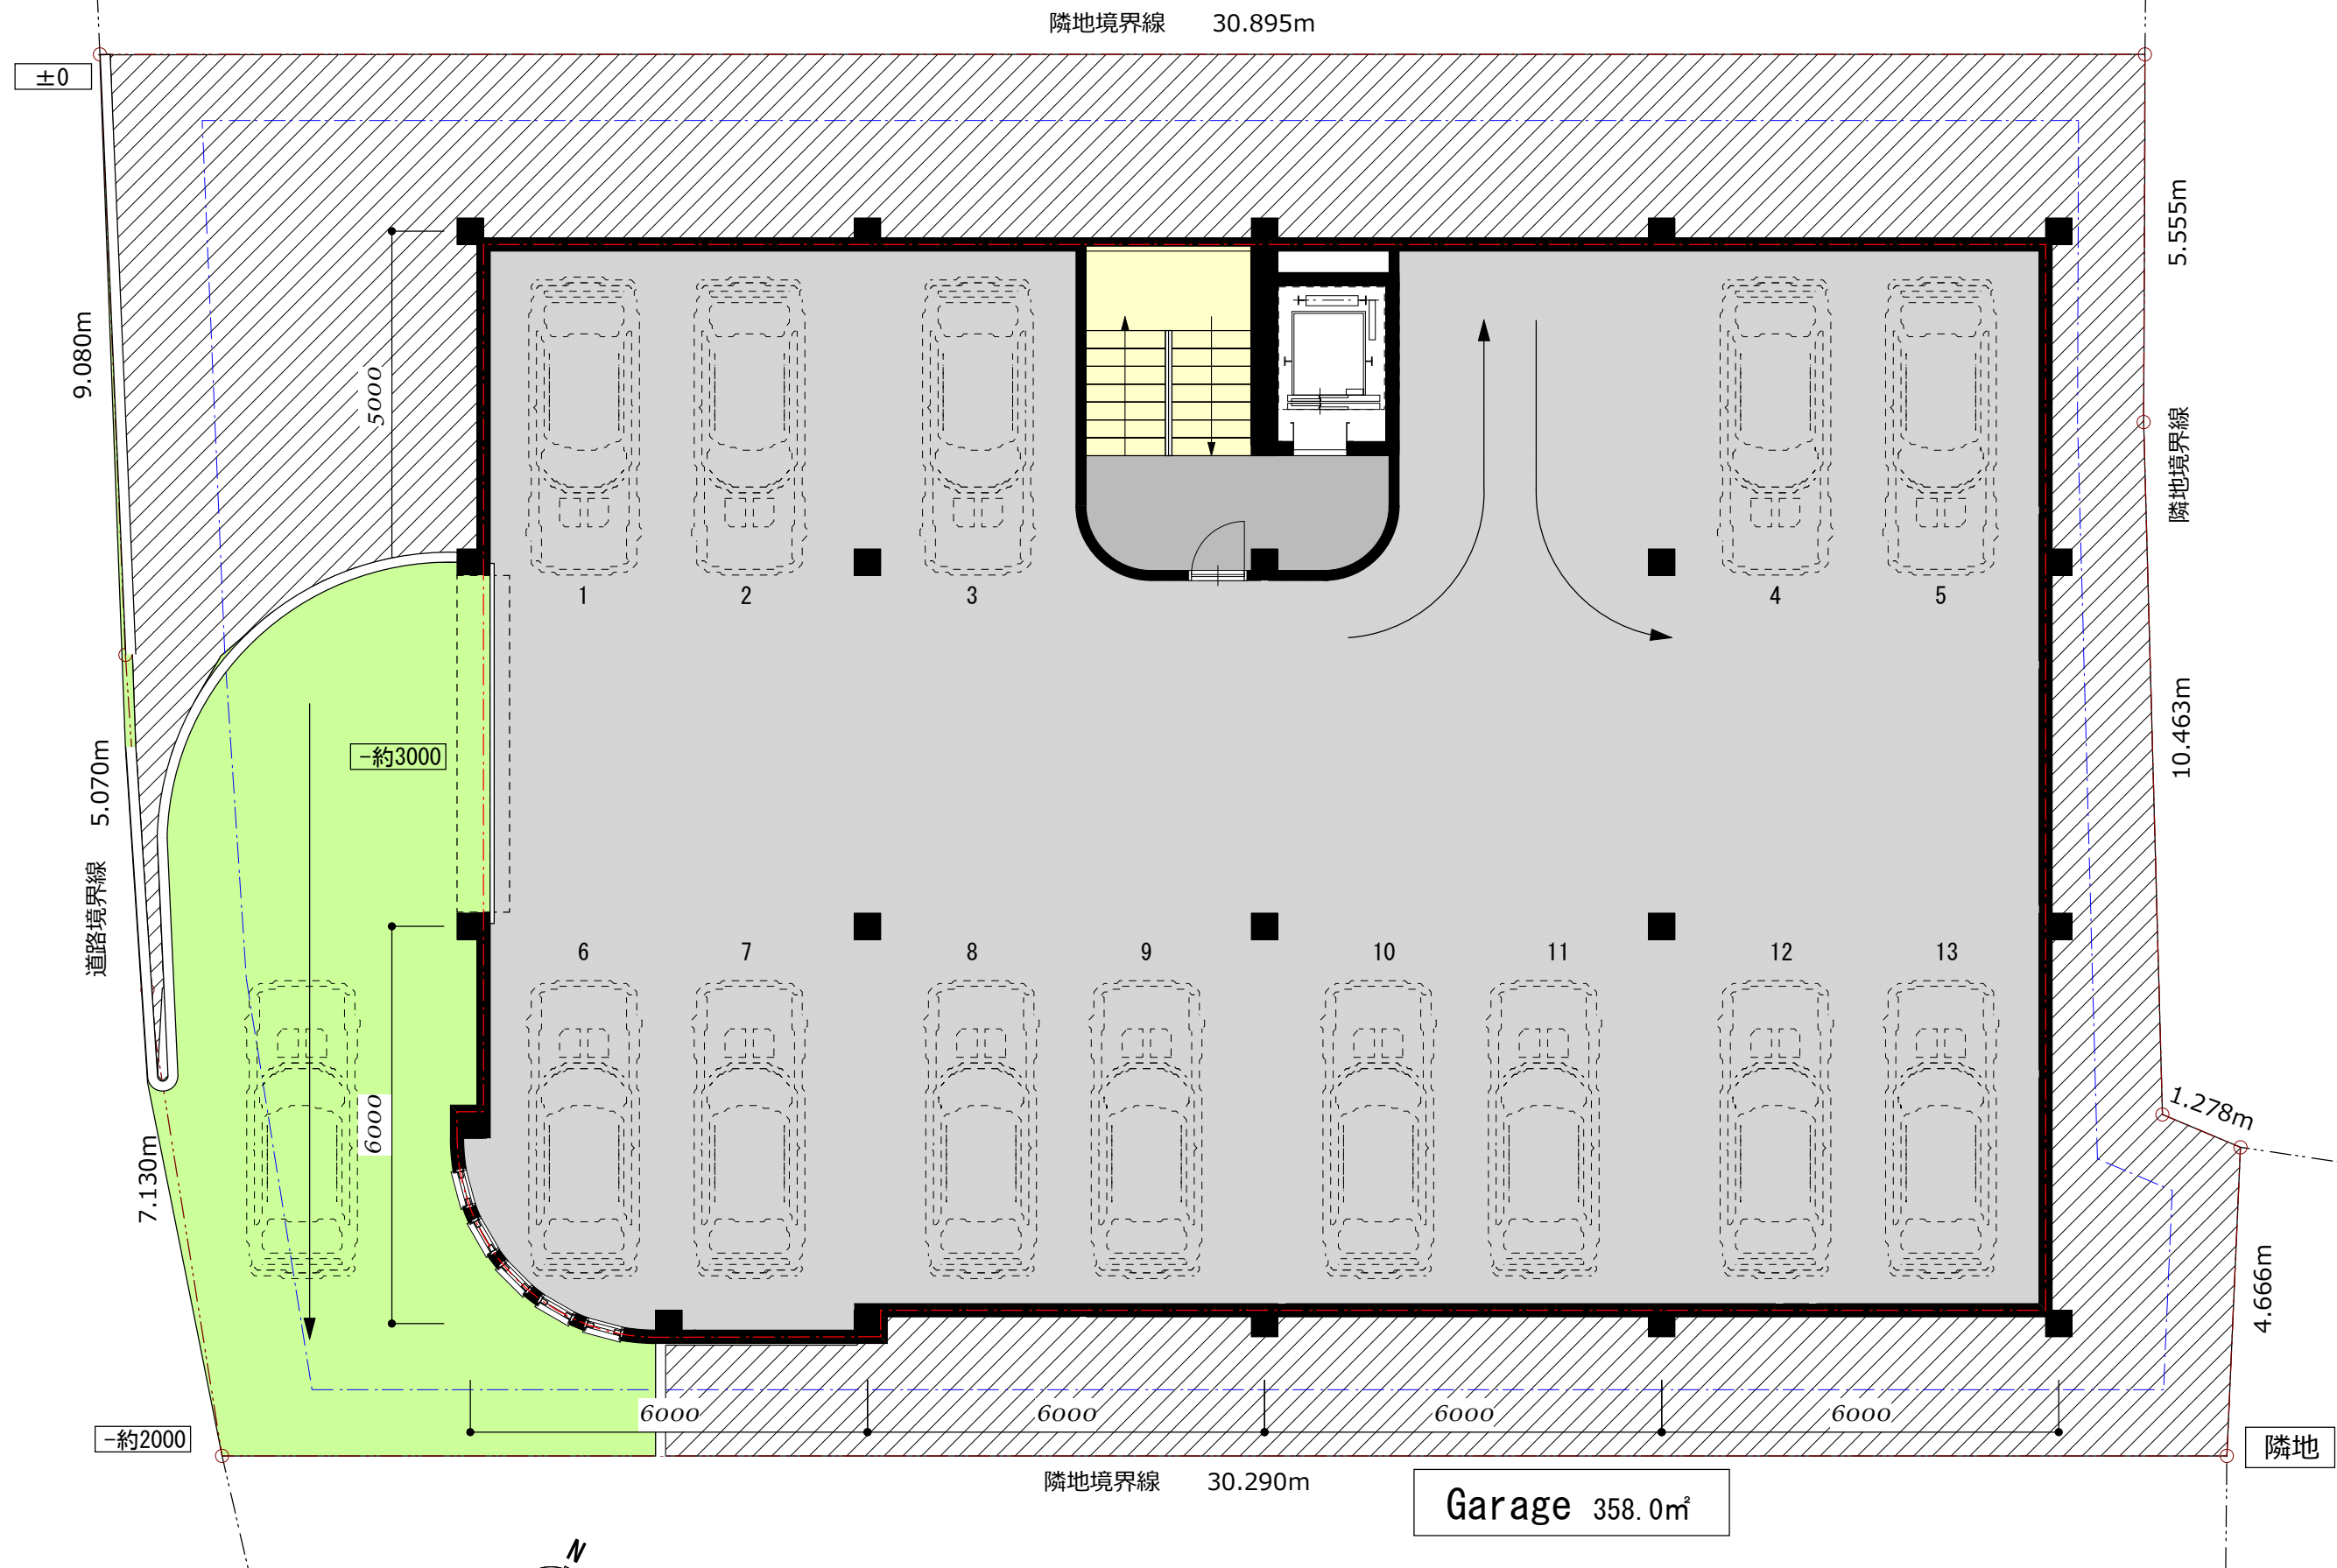 隣地境界線 30.895m
±0
5.555m
9.080m
5000
隣地境界線
1 2 3 4 5
10.463m
-約3000
5.070m
道路境界線
6 7 8 9 10 11 12 13
1.278m
7.130m
6000
4.666m
6000 6000 6000 6000
-約2000
隣地
隣地境界線 30.290m
Garage 358.0㎡
N